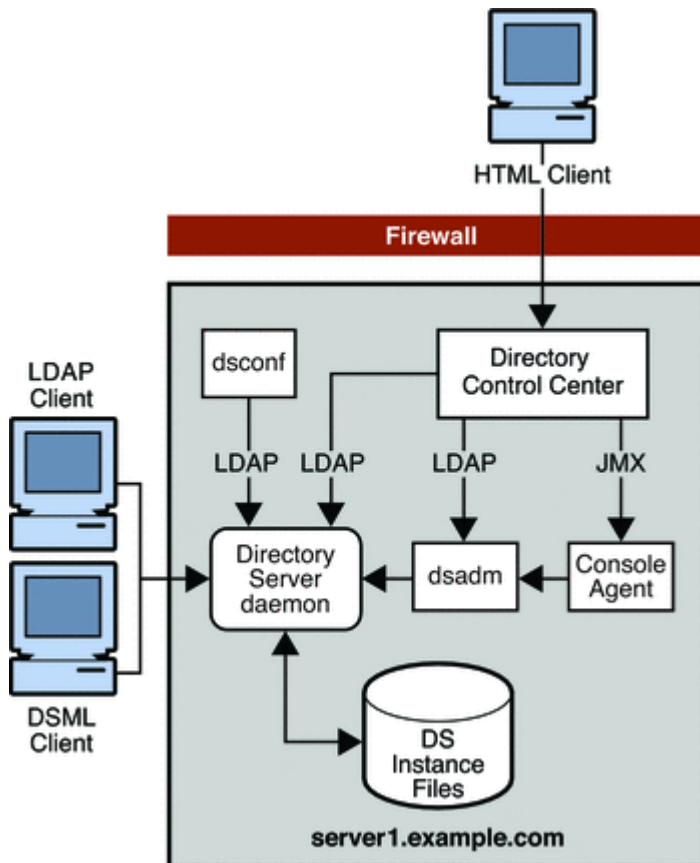 HTML Client
Firewall
dsconf
Directory
Control Center
LDAP
Client
LDAP
LDAP
LDAP
JMX
Directory
Server
daemon
dsadm
Console
Agent
DSML
Client
DS
Instance
Files
server1.example.com